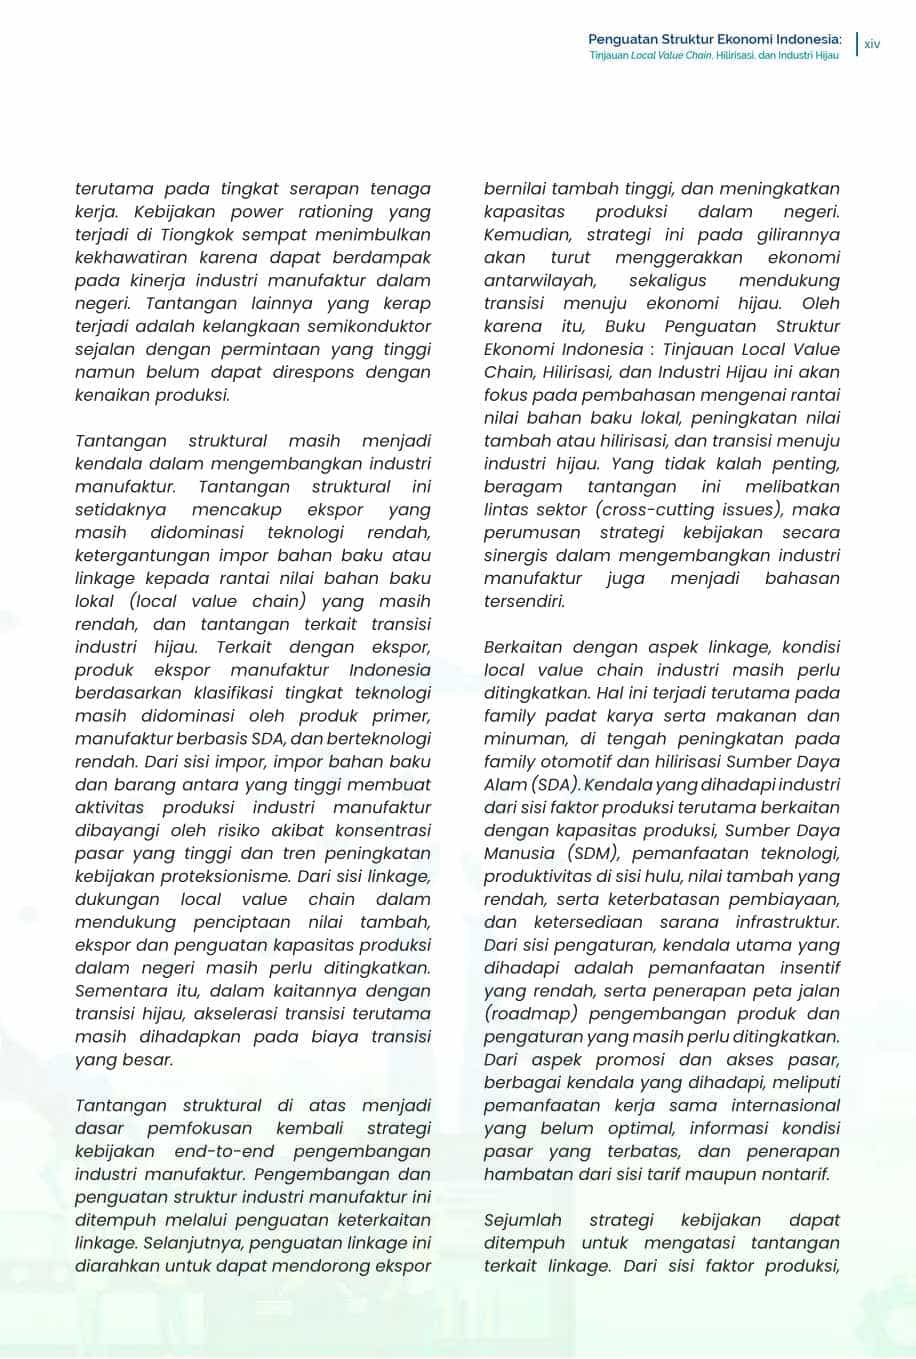 Penguatan Struktur Ekonomi Indonesia:
Tinjauan Local Value Chain, Hilirisasi, dan Industri Hijau
xiv
terutama pada tingkat serapan tenaga
kerja. Kebijakan power rationing yang
terjadi di Tiongkok sempat menimbulkan
kekhawatiran karena dapat berdampak
pada kinerja industri manufaktur dalam
negeri. Tantangan lainnya yang kerap
terjadi adalah kelangkaan semikonduktor
sejalan dengan permintaan yang tinggi
namun belum dapat direspons dengan
kenaikan produksi.
Tantangan struktural masih menjadi
kendala dalam mengembangkan industri
manufaktur. Tantangan struktural ini
setidaknya mencakup ekspor yang
masih didominasi teknologi rendah,
ketergantungan impor bahan baku atau
linkage kepada rantai nilai bahan baku
lokal (local value chain) yang masih
rendah, dan tantangan terkait transisi
industri hijau. Terkait dengan ekspor,
produk ekspor manufaktur Indonesia
berdasarkan klasifikasi tingkat teknologi
masih didominasi oleh produk primer,
manufaktur berbasis SDA, dan berteknologi
rendah. Dari sisi impor, impor bahan baku
dan barang antara yang tinggi membuat
aktivitas produksi industri manufaktur
dibayangi oleh risiko akibat konsentrasi
pasar yang tinggi dan tren peningkatan
kebijakan proteksionisme. Dari sisi linkage,
dukungan local value chain dalam
mendukung penciptaan nilai tambah,
ekspor dan penguatan kapasitas produksi
dalam negeri masih perlu ditingkatkan.
Sementara itu, dalam kaitannya dengan
transisi hijau, akselerasi transisi terutama
masih dihadapkan pada biaya transisi
yang besar.
Tantangan struktural di atas menjadi
dasar pemfokusan kembali strategi
kebijakan end-to-end pengembangan
industri manufaktur. Pengembangan dan
penguatan struktur industri manufaktur ini
ditempuh melalui penguatan keterkaitan
linkage. Selanjutnya, penguatan linkage ini
diarahkan untuk dapat mendorong ekspor
bernilai tambah tinggi, dan meningkatkan
kapasitas produksi dalam negeri.
Kemudian, strategi ini pada gilirannya
akan turut menggerakkan ekonomi
antarwilayah, sekaligus mendukung
transisi menuju ekonomi hijau. Oleh
karena itu, Buku Penguatan Struktur
Ekonomi Indonesia : Tinjauan Local Value
Chain, Hilirisasi, dan Industri Hijau ini akan
fokus pada pembahasan mengenai rantai
nilai bahan baku lokal, peningkatan nilai
tambah atau hilirisasi, dan transisi menuju
industri hijau. Yang tidak kalah penting,
beragam tantangan ini melibatkan
lintas sektor (cross-cutting issues), maka
perumusan strategi kebijakan secara
sinergis dalam mengembangkan industri
manufaktur juga menjadi bahasan
tersendiri.
Berkaitan dengan aspek linkage, kondisi
local value chain industri masih perlu
ditingkatkan. Hal ini terjadi terutama pada
family padat karya serta makanan dan
minuman, di tengah peningkatan pada
family otomotif dan hilirisasi Sumber Daya
Alam (SDA). Kendala yang dihadapi industri
dari sisi faktor produksi terutama berkaitan
dengan kapasitas produksi, Sumber Daya
Manusia (SDM), pemanfaatan teknologi,
produktivitas di sisi hulu, nilai tambah yang
rendah, serta keterbatasan pembiayaan,
dan ketersediaan sarana infrastruktur.
Dari sisi pengaturan, kendala utama yang
dihadapi adalah pemanfaatan insentif
yang rendah, serta penerapan peta jalan
(roadmap) pengembangan produk dan
pengaturan yang masih perlu ditingkatkan.
Dari aspek promosi dan akses pasar,
berbagai kendala yang dihadapi, meliputi
pemanfaatan kerja sama internasional
yang belum optimal, informasi kondisi
pasar yang terbatas, dan penerapan
hambatan dari sisi tarif maupun nontarif.
Sejumlah strategi kebijakan dapat
ditempuh untuk mengatasi tantangan
terkait linkage. Dari sisi faktor produksi,